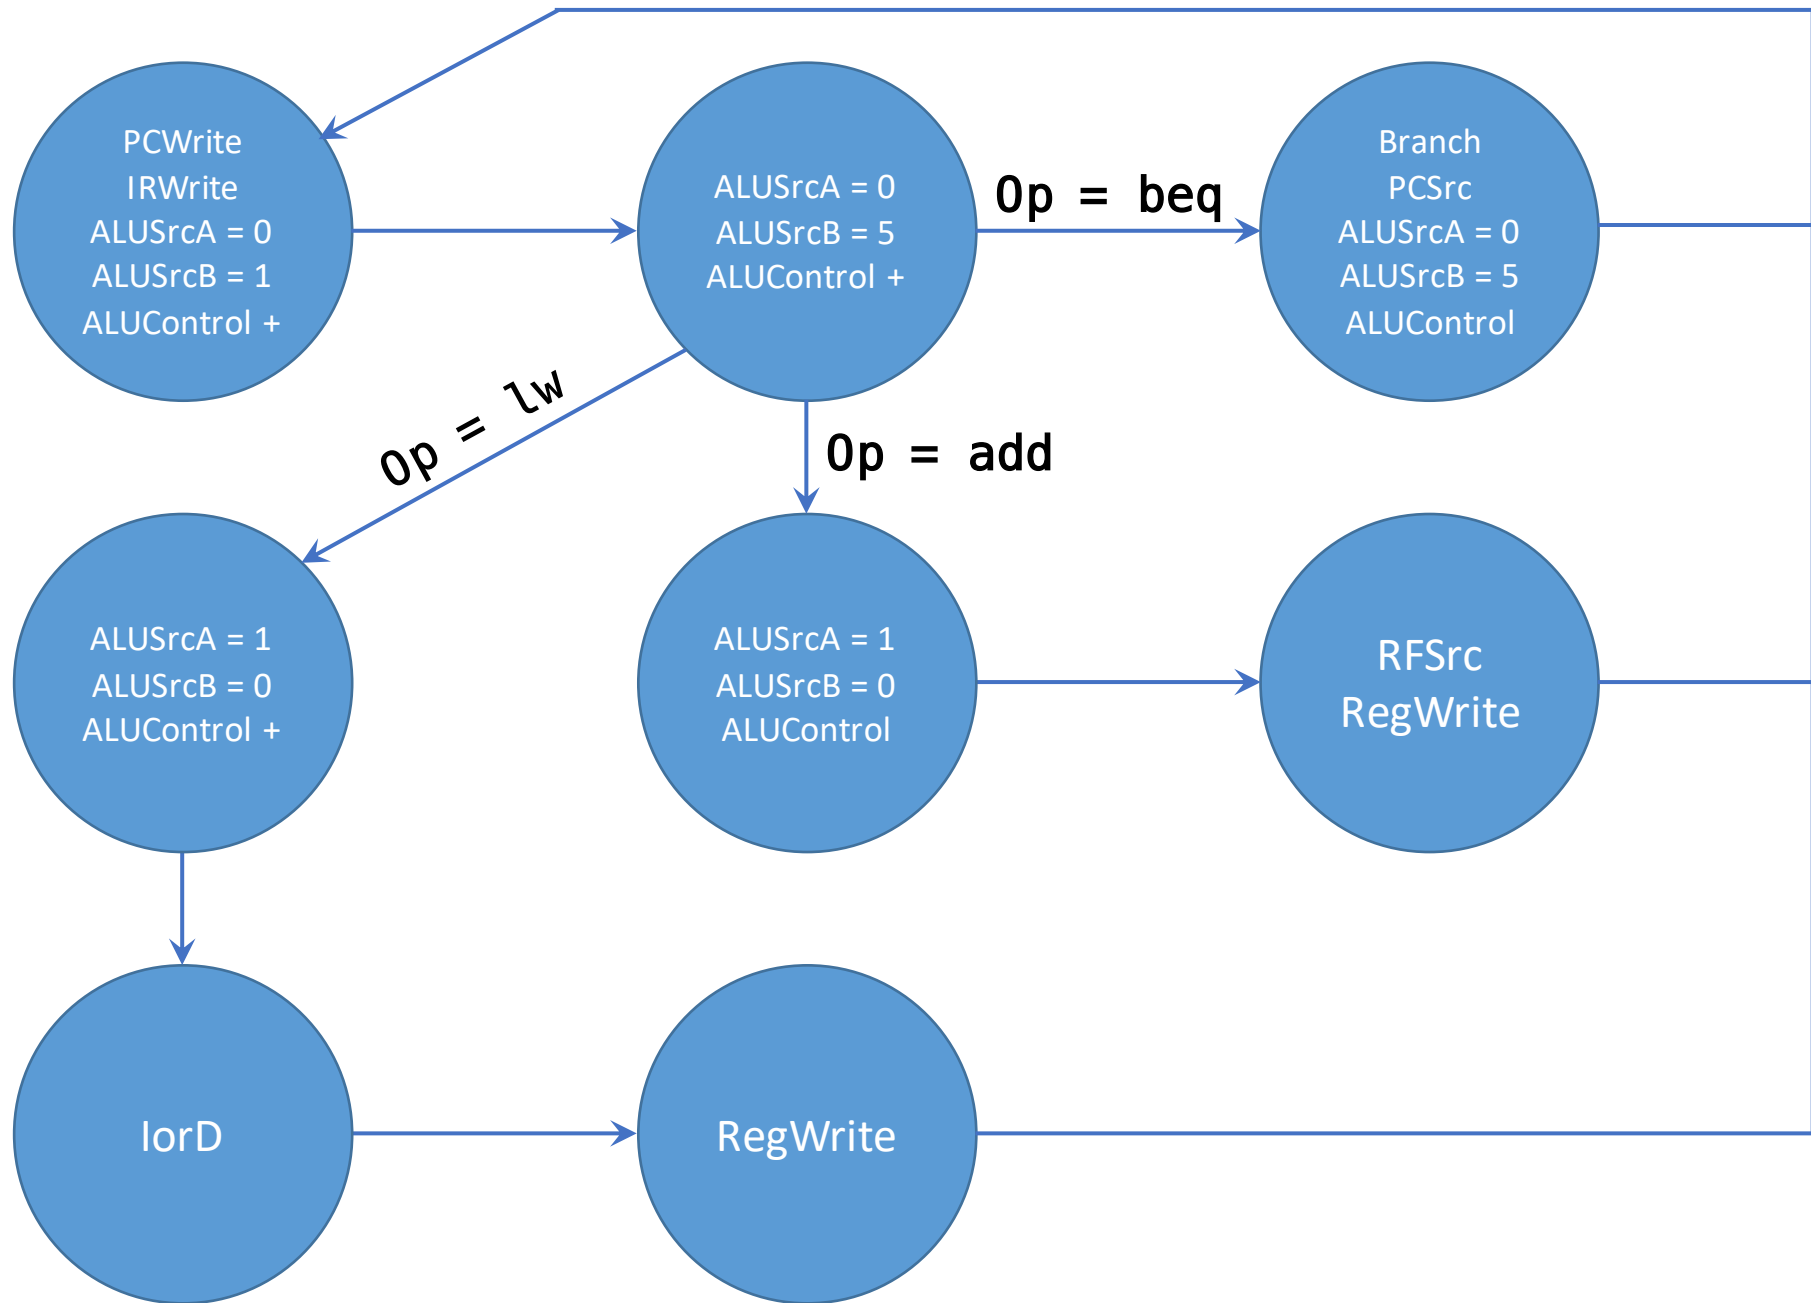 PCWrite
IRWrite
ALUSrcA = 0
ALUSrcB = 1
ALUControl +
ALUSrcA = 0
ALUSrcB = 5
ALUControl +
Op = beq
Branch
PCSrc
ALUSrcA = 0
ALUSrcB = 5
ALUControl
Op = lw
Op = add
ALUSrcA = 1
ALUSrcB = 0
ALUControl +
ALUSrcA = 1
ALUSrcB = 0
ALUControl
RFSrc
RegWrite
IorD
RegWrite